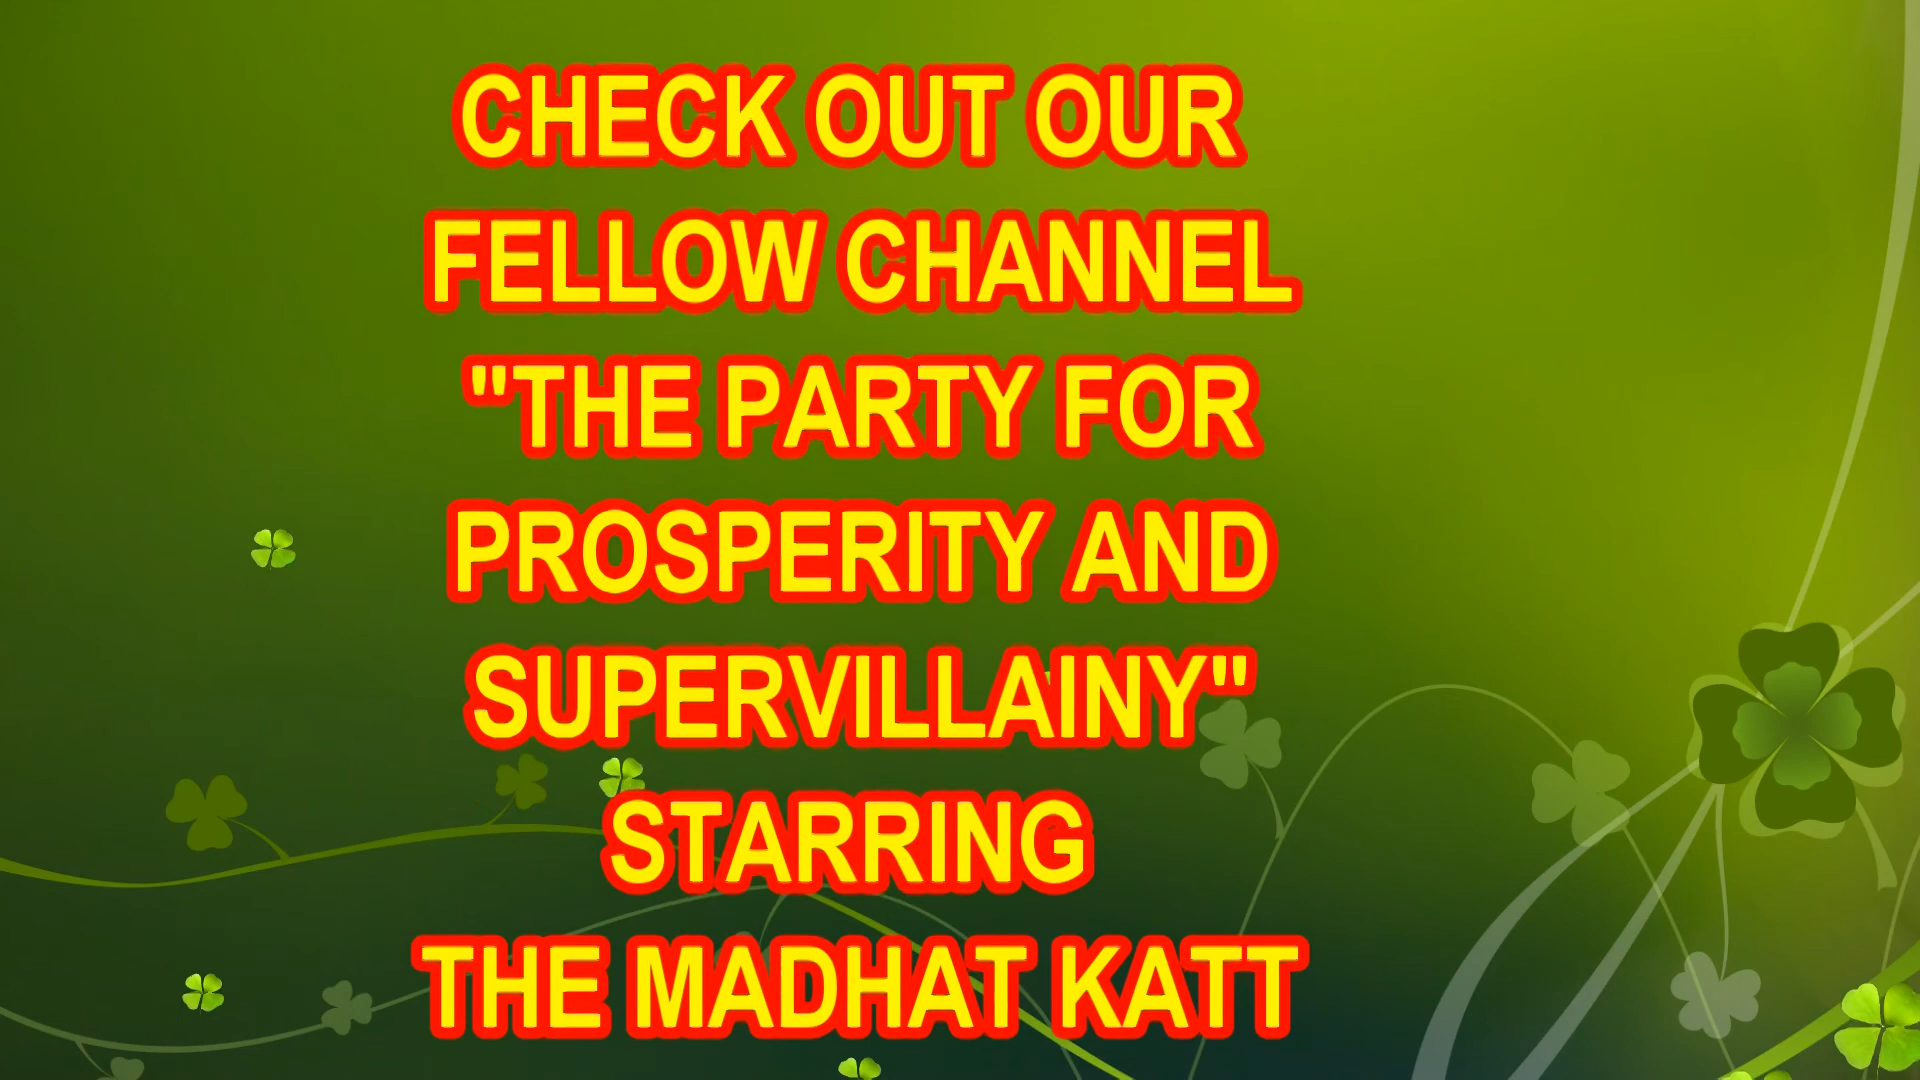 CHECK OUT OUR
FELLOW CHANNEL
"THE PARTY FOR
PROSPERITY AND
SUPERVILLAINY"
STARRING
THE MADHAT KATT